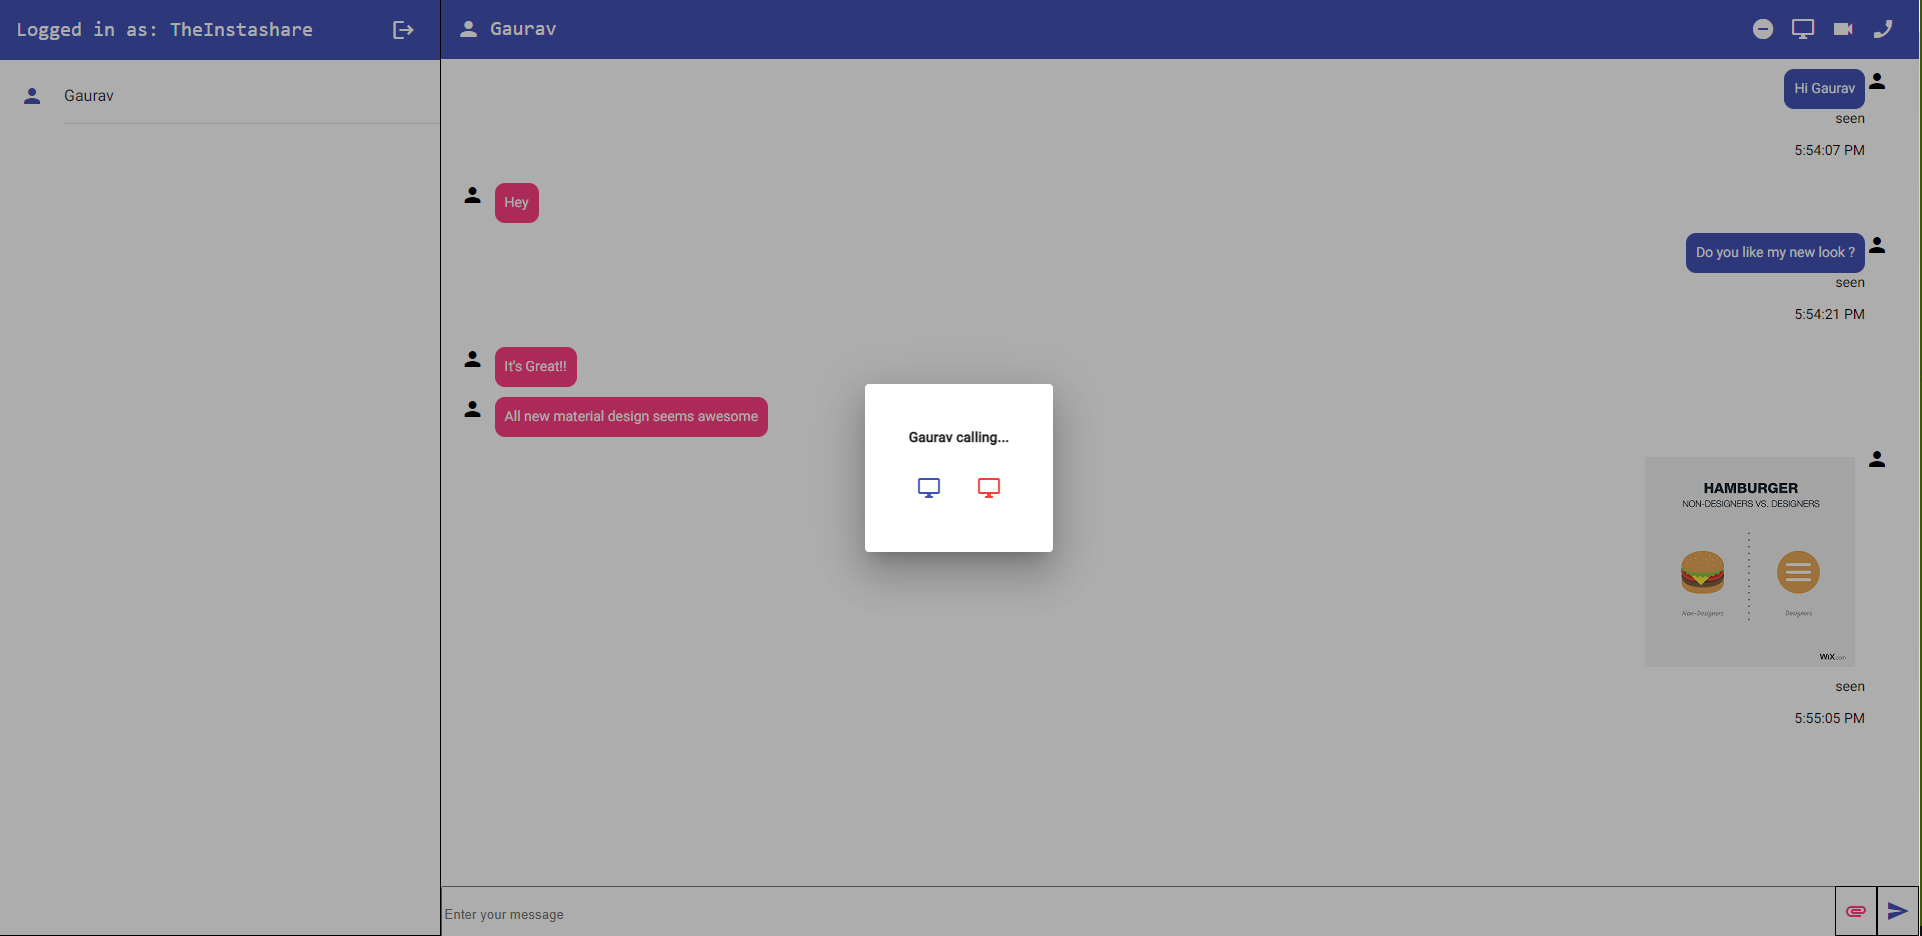 Logged in as: TheInstashare
Gaurav
Gaurav
Hi Gaurav
seen
5:54:07 PM
Hey
Do you like my new look ?
seen
5:54:21 PM
It's Great!!
All new material design seems awesome
Gaurav calling...
HAMBURGER
NON-DESIGNERS VS. DESIGNERS
Non-Designers
Designers
WiX.com
seen
5:55:05 PM
Enter your message